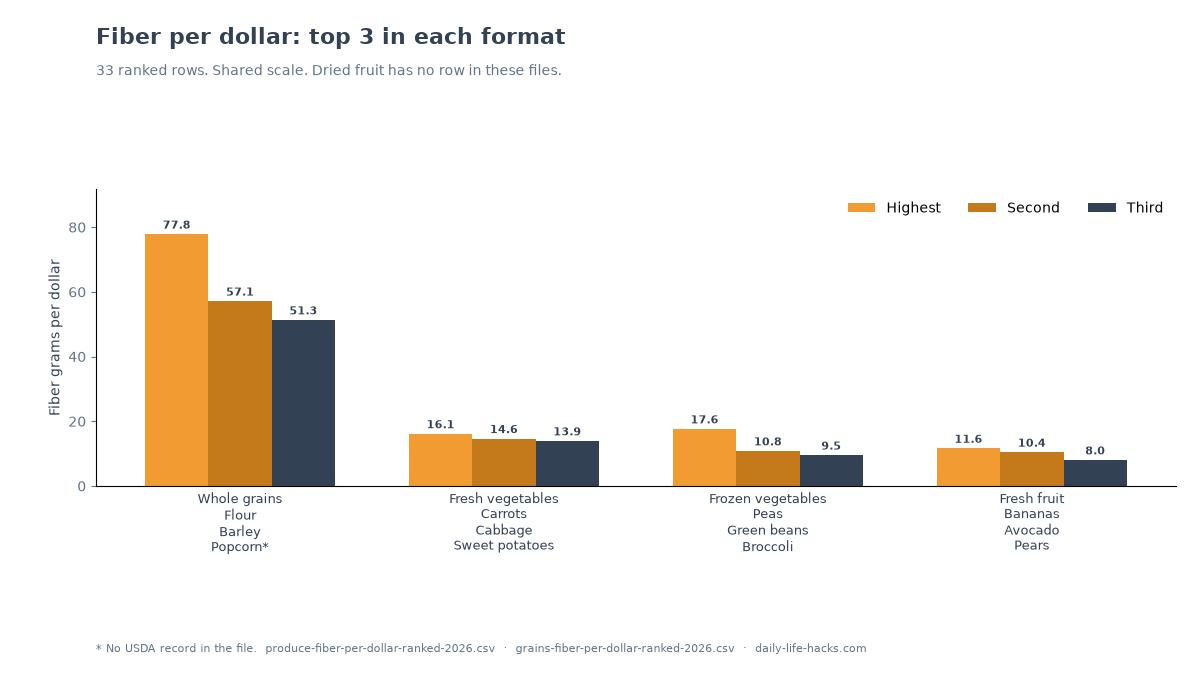 Fiber per dollar: top 3 in each format
33 ranked rows. Shared scale. Dried fruit has no row in these files.
Highest Second Third
Fiber grams per dollar
80
60
40
20
0
77.8 57.1 51.3
16.1 14.6 13.9
17.6 10.8 9.5
11.6 10.4 8.0
Whole grains
Flour
Barley
Popcorn*
Fresh vegetables
Carrots
Cabbage
Sweet potatoes
Frozen vegetables
Peas
Green beans
Broccoli
Fresh fruit
Bananas
Avocado
Pears
* No USDA record in the file. produce-fiber-per-dollar-ranked-2026.csv · grains-fiber-per-dollar-ranked-2026.csv · daily-life-hacks.com